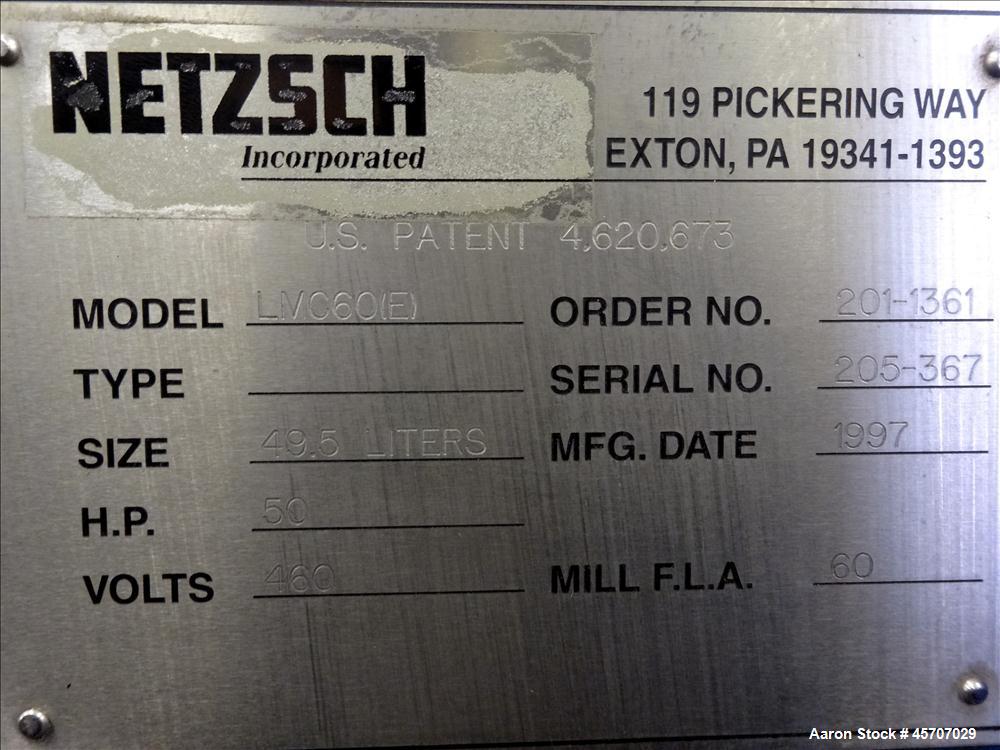 NETZSCH
Incorporated
119 PICKERING WAY
EXTON, PA 19341-1393
U.S. PATENT 4,620,673
MODEL LMC60(E)
ORDER NO. 201-1361
TYPE
SERIAL NO. 205-367
SIZE 49.5 LITERS
MFG. DATE 1997
H.P. 50
VOLTS 460
MILL F.L.A. 60
Aaron Stock # 45707029